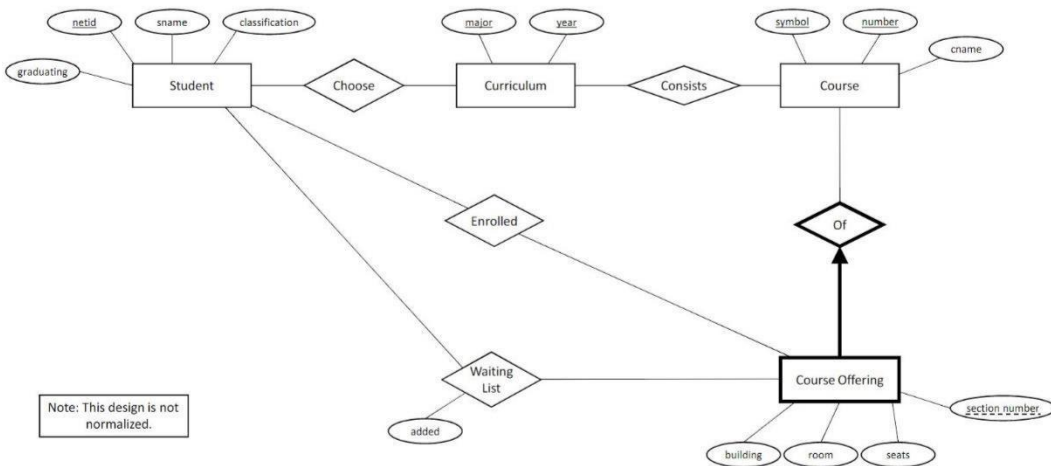 netid
sname
classification
major
year
symbol
number
cname
graduating
Student
Choose
Curriculum
Consists
Course
Enrolled
Of
Waiting
List
Course Offering
Note: This design is not
normalized.
added
section number
building
room
seats